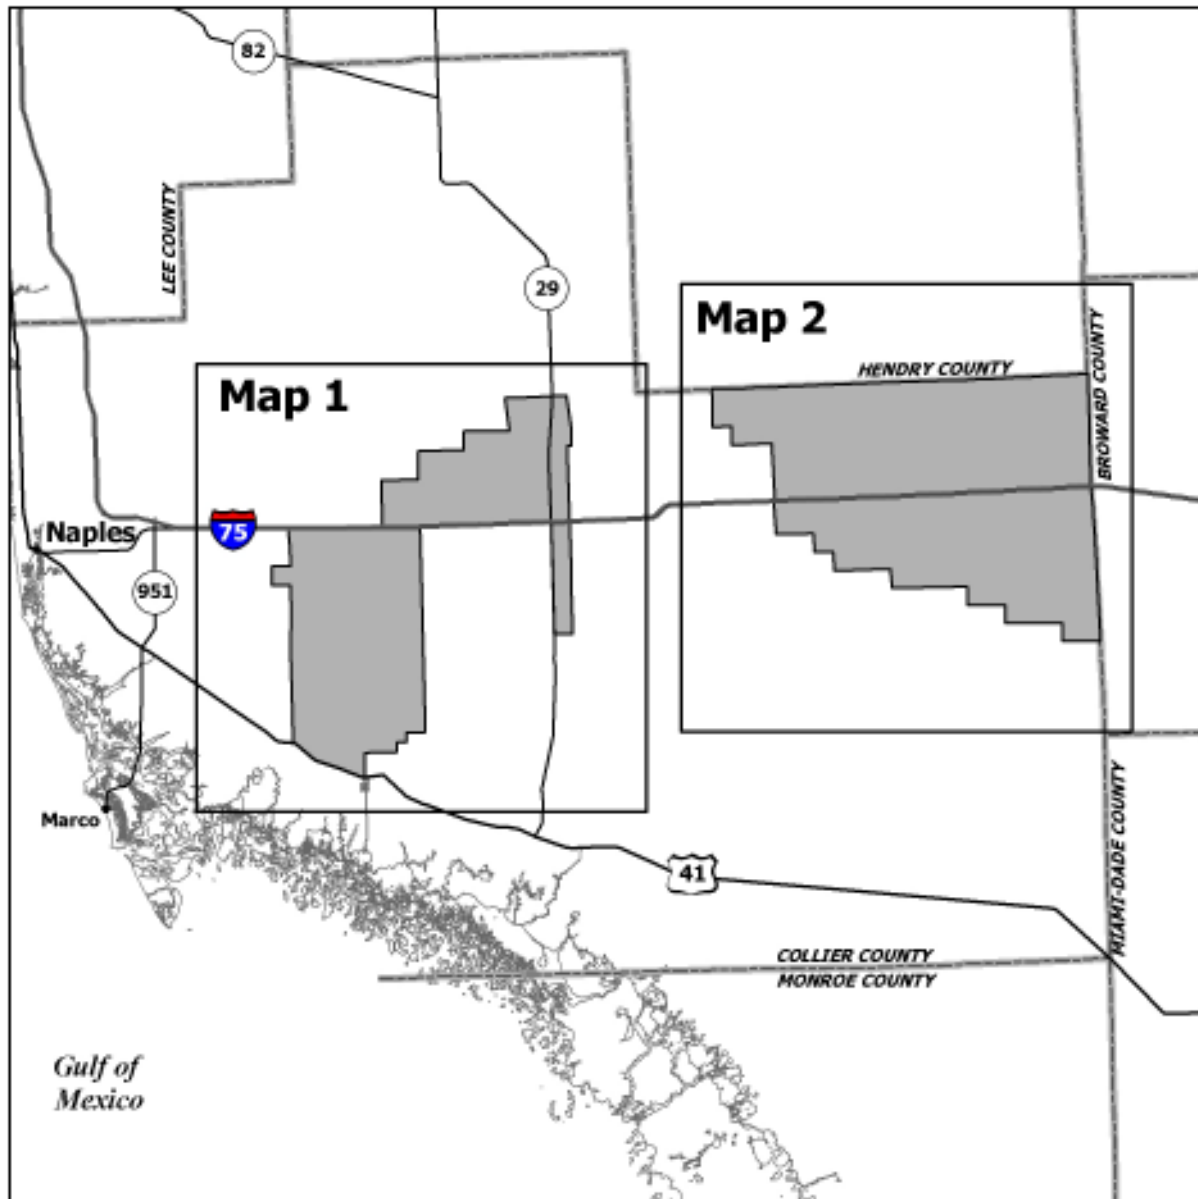 82
LEE COUNTY
29
Map 2
HENDRY COUNTY
BROWARD COUNTY
Map 1
Naples
75
951
Marco
41
MIAMI-DADE COUNTY
COLLIER COUNTY
MONROE COUNTY
Gulf of
Mexico